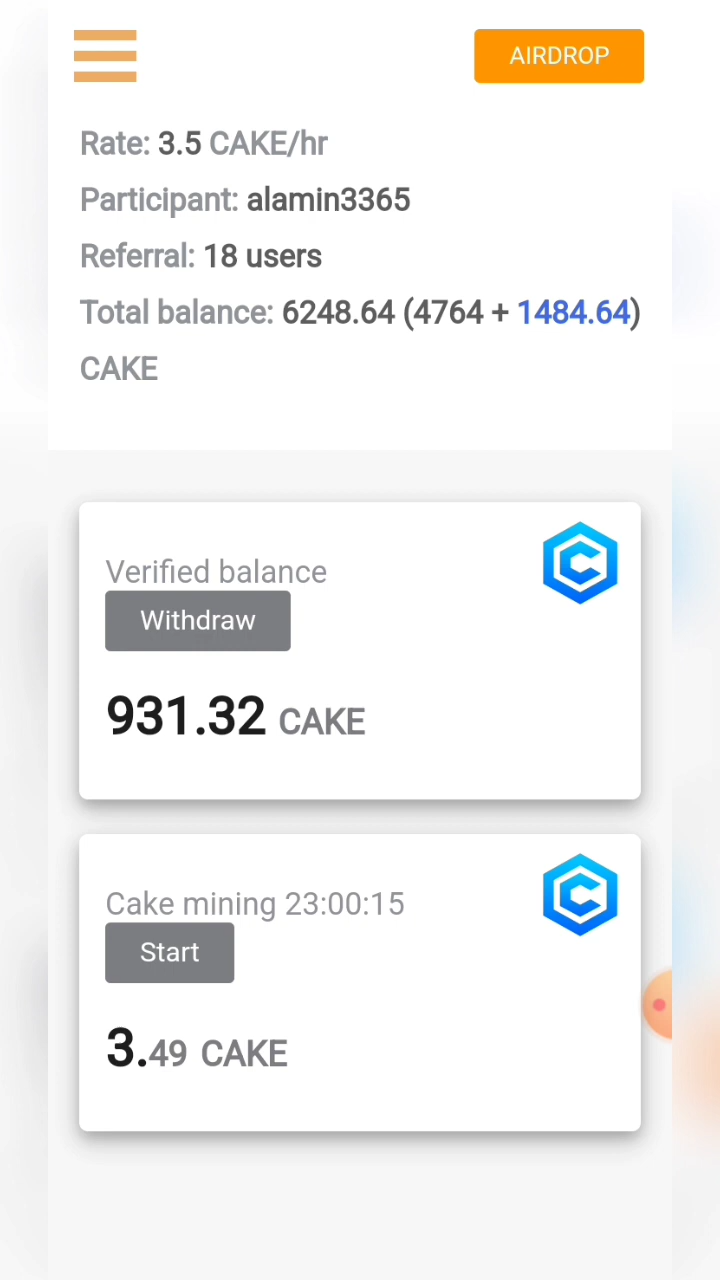 AIRDROP
Rate: 3.5 CAKE/hr
Participant: alamin3365
Referral: 18 users
Total balance: 6248.64 (4764 + 1484.64)
CAKE
Verified balance
Withdraw
931.32 CAKE
Cake mining 23:00:15
Start
3.49 CAKE